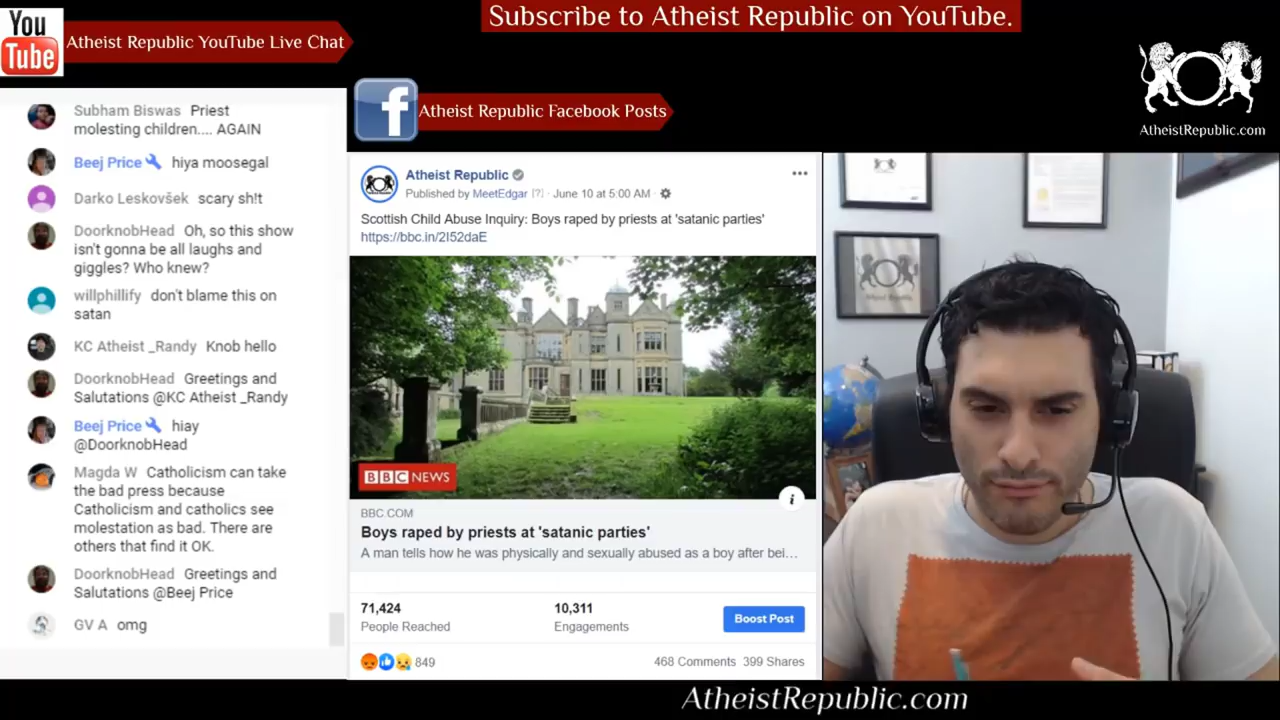 Subscribe to Atheist Republic on YouTube.
You
Tube
Atheist Republic YouTube Live Chat
AtheistRepublic.com
Atheist Republic Facebook Posts
Subham Biswas Priest
molesting children.... AGAIN
Beej Price hiya moosegal
Darko Leskovšek scary sh!t
DoorknobHead Oh, so this show
isn't gonna be all laughs and
giggles? Who knew?
willphillify don't blame this on
satan
KC Atheist _Randy Knob hello
DoorknobHead Greetings and
Salutations @KC Atheist _Randy
Beej Price hiay
@DoorknobHead
Magda W Catholicism can take
the bad press because
Catholicism and catholics see
molestation as bad. There are
others that find it OK.
DoorknobHead Greetings and
Salutations @Beej Price
GV A omg
f
Atheist Republic
Published by MeetEdgar [?] · June 10 at 5:00 AM ·
Scottish Child Abuse Inquiry: Boys raped by priests at 'satanic parties'
https://bbc.in/2I52daE
BBC NEWS
i
BBC.COM
Boys raped by priests at 'satanic parties'
A man tells how he was physically and sexually abused as a boy after bei...
71,424
People Reached
10,311
Engagements
Boost Post
849
468 Comments 399 Shares
AtheistRepublic.com